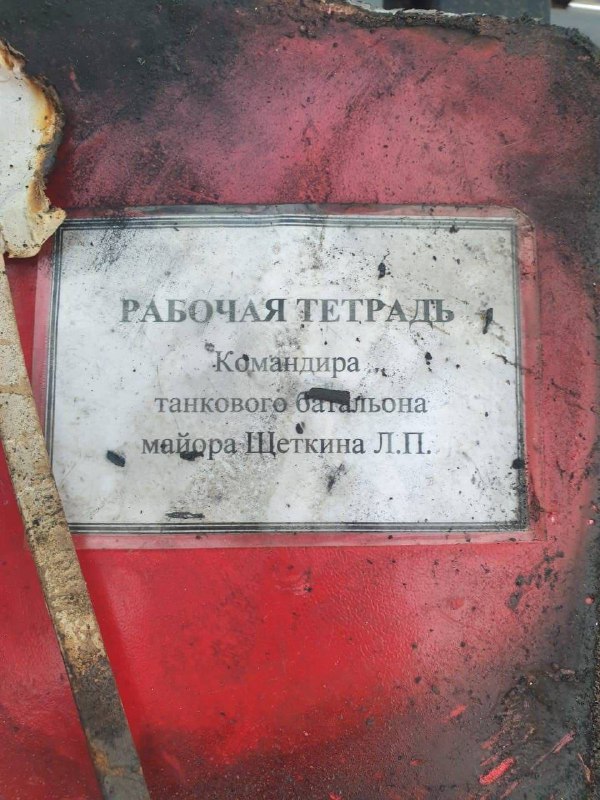 РАБОЧАЯ ТЕТРАДЬ
Командира
танкового батальона
майора Щеткина Л.П.